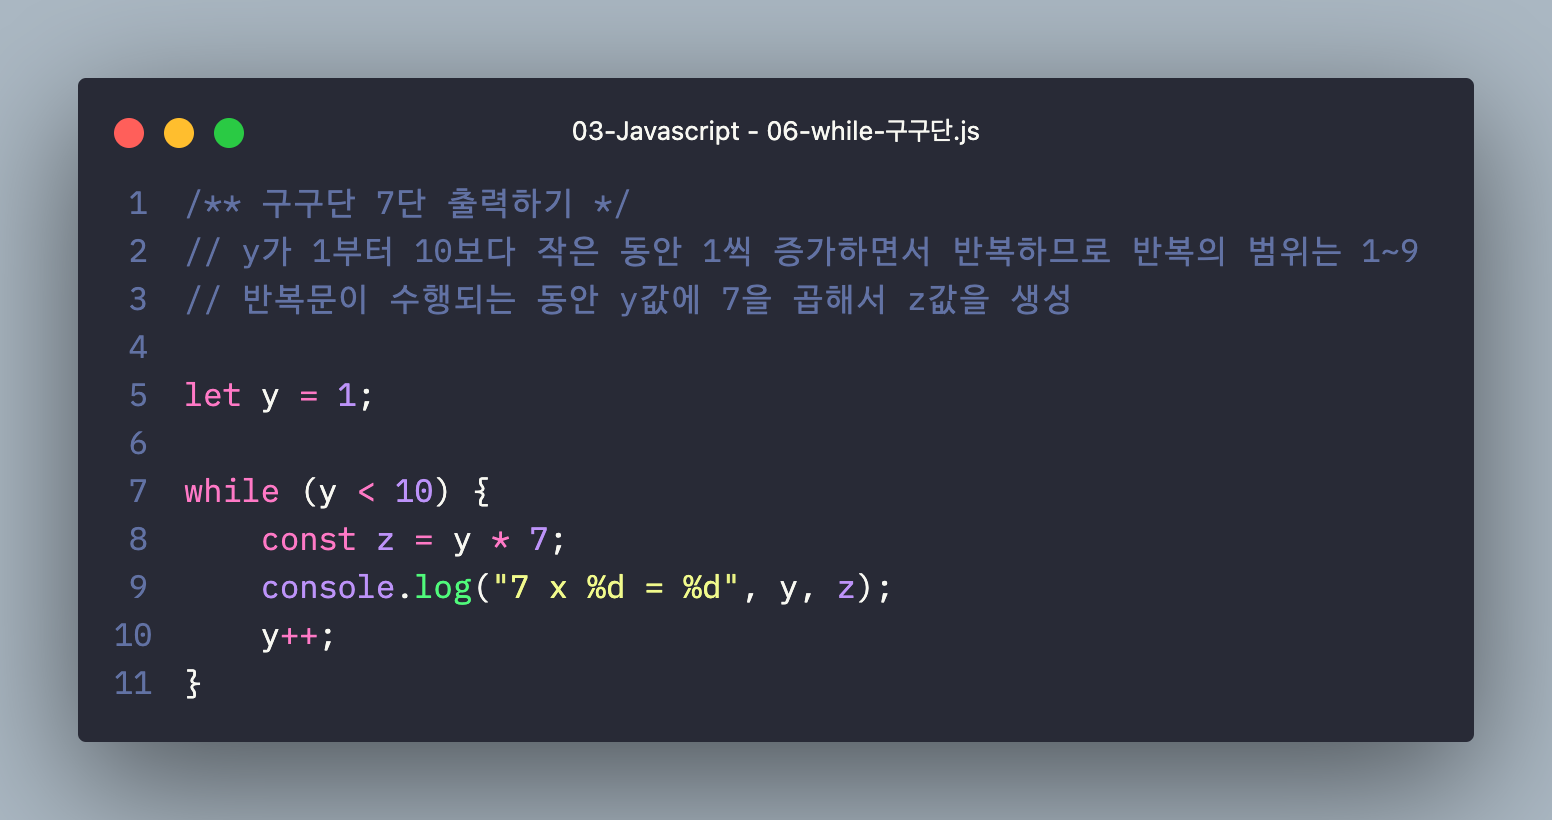 03-Javascript - 06-while-구구단.js
1 /** 구구단 7단 출력하기 */
2 // y가 1부터 10보다 작은 동안 1씩 증가하면서 반복하므로 반복의 범위는 1~9
3 // 반복문이 수행되는 동안 y값에 7을 곱해서 z값을 생성
4
5 let y = 1;
6
7 while (y < 10) {
8     const z = y * 7;
9     console.log("7 x %d = %d", y, z);
10     y++;
11 }